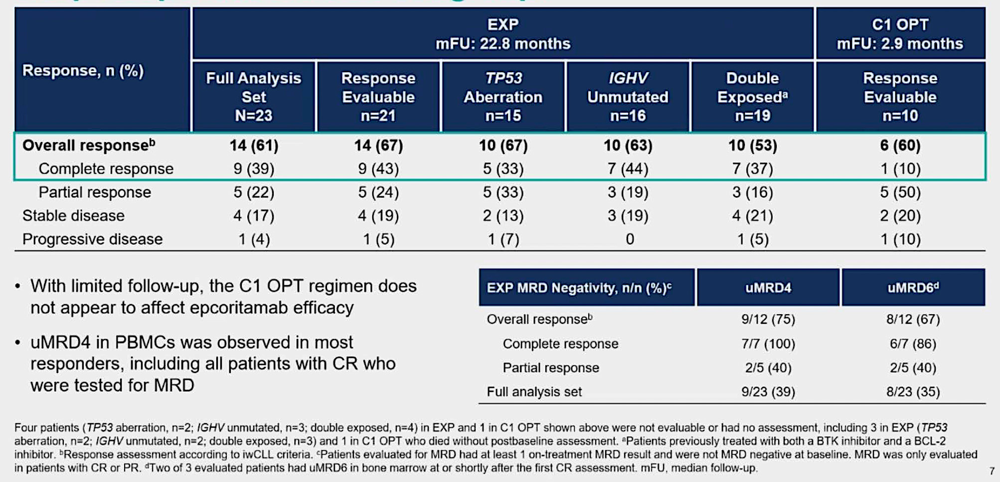 EXP
mFU: 22.8 months
C1 OPT
mFU: 2.9 months
Response, n (%)
Full Analysis Set N=23
Response Evaluable n=21
TP53 Aberration n=15
IGHV Unmutated n=16
Double Exposedᵃ n=19
Response Evaluable n=10
Overall responseᵇ 14 (61) 14 (67) 10 (67) 10 (63) 10 (53) 6 (60)
Complete response 9 (39) 9 (43) 5 (33) 7 (44) 7 (37) 1 (10)
Partial response 5 (22) 5 (24) 5 (33) 3 (19) 3 (16) 5 (50)
Stable disease 4 (17) 4 (19) 2 (13) 3 (19) 4 (21) 2 (20)
Progressive disease 1 (4) 1 (5) 1 (7) 0 1 (5) 1 (10)
• With limited follow-up, the C1 OPT regimen does
not appear to affect epcoritamab efficacy
• uMRD4 in PBMCs was observed in most
responders, including all patients with CR who
were tested for MRD
EXP MRD Negativity, n/n (%)ᶜ uMRD4 uMRD6ᵈ
Overall responseᵇ 9/12 (75) 8/12 (67)
Complete response 7/7 (100) 6/7 (86)
Partial response 2/5 (40) 2/5 (40)
Full analysis set 9/23 (39) 8/23 (35)
Four patients (TP53 aberration, n=2; IGHV unmutated, n=3; double exposed, n=4) in EXP and 1 in C1 OPT shown above were not evaluable or had no assessment, including 3 in EXP (TP53
aberration, n=2; IGHV unmutated, n=2; double exposed, n=3) and 1 in C1 OPT who died without postbaseline assessment. ᵃPatients previously treated with both a BTK inhibitor and a BCL-2
inhibitor. ᵇResponse assessment according to iwCLL criteria. ᶜPatients evaluated for MRD had at least 1 on-treatment MRD result and were not MRD negative at baseline. MRD was only evaluated
in patients with CR or PR. ᵈTwo of 3 evaluated patients had uMRD6 in bone marrow at or shortly after the first CR assessment. mFU, median follow-up.
7